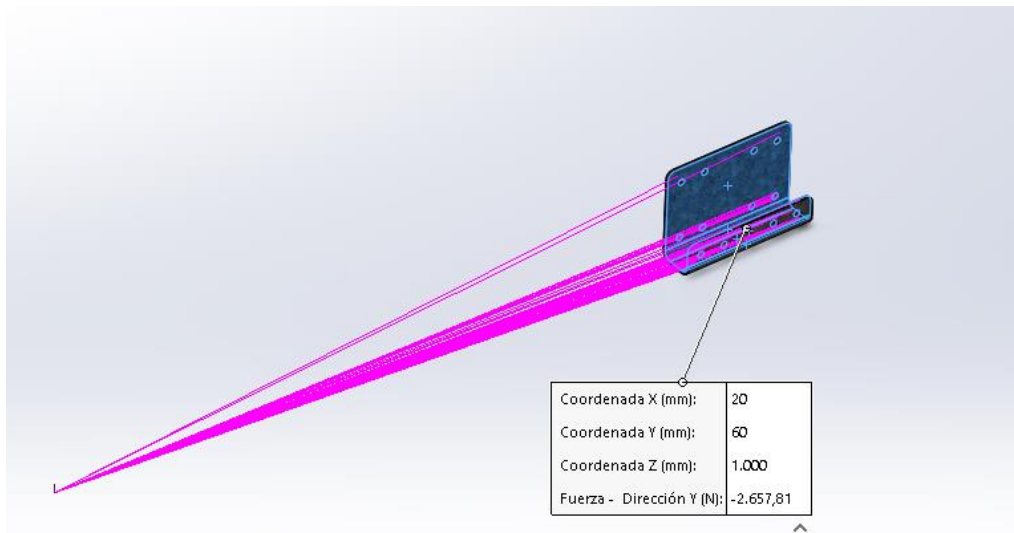 Coordenada X (mm): 20
Coordenada Y (mm): 60
Coordenada Z (mm): 1.000
Fuerza - Dirección Y (N): -2.657,81